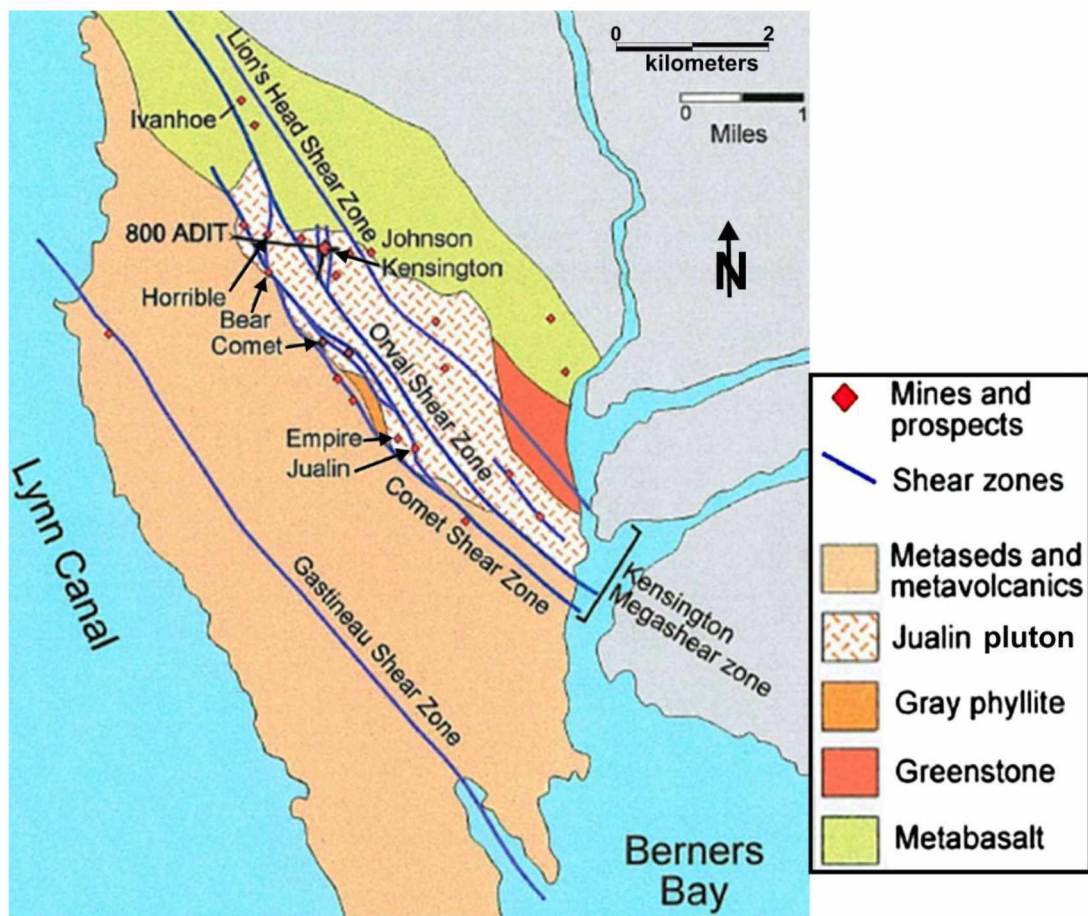 0 2
kilometers
0 1
Miles
N
Lion's Head Shear Zone
Ivanhoe
800 ADIT
Johnson
Kensington
Horrible
Bear
Comet
Orval Shear Zone
Empire
Jualin
Comet Shear Zone
Gastineau Shear Zone
Kensington
Megashear zone
Lynn Canal
Berners
Bay
Mines and
prospects
Shear zones
Metaseds and
metavolcanics
Jualin pluton
Gray phyllite
Greenstone
Metabasalt